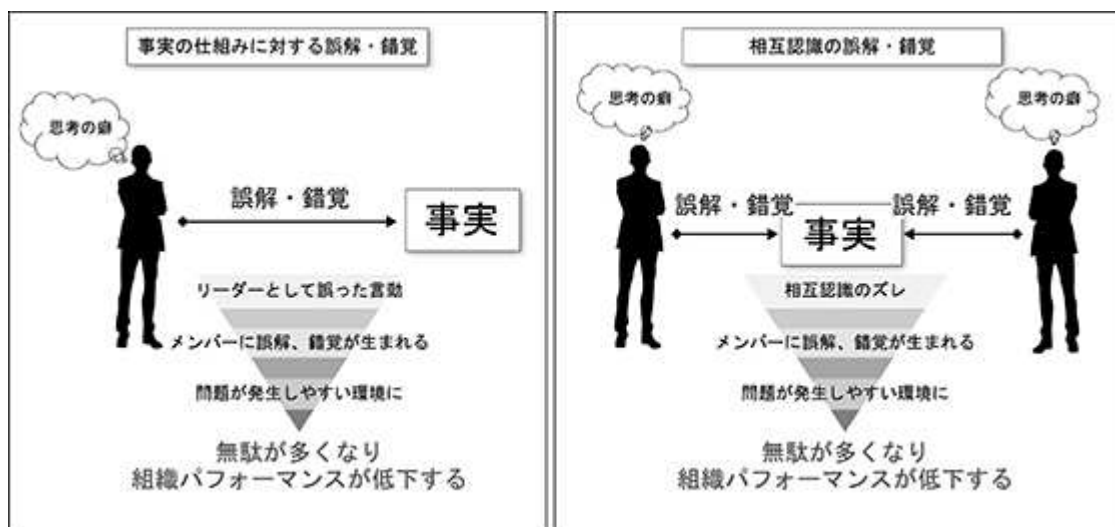 事実の仕組みに対する誤解・錯覚
思考の癖
誤解・錯覚
事実
リーダーとして誤った言動
メンバーに誤解、錯覚が生まれる
問題が発生しやすい環境に
無駄が多くなり
組織パフォーマンスが低下する
相互認識の誤解・錯覚
思考の癖
思考の癖
誤解・錯覚
誤解・錯覚
事実
相互認識のズレ
メンバーに誤解、錯覚が生まれる
問題が発生しやすい環境に
無駄が多くなり
組織パフォーマンスが低下する